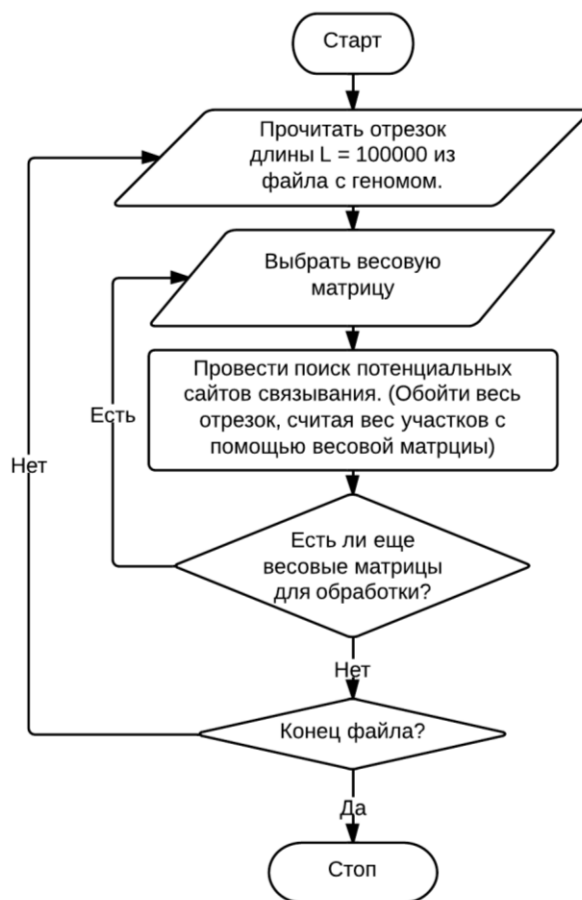 Старт
Прочитать отрезок
длины L = 100000 из
файла с геномом.
Выбрать весовую
матрицу
Провести поиск потенциальных
сайтов связывания. (Обойти весь
отрезок, считая вес участков с
помощью весовой матрциы)
Есть
Нет
Есть ли еще
весовые матрицы
для обработки?
Нет
Конец файла?
Да
Стоп